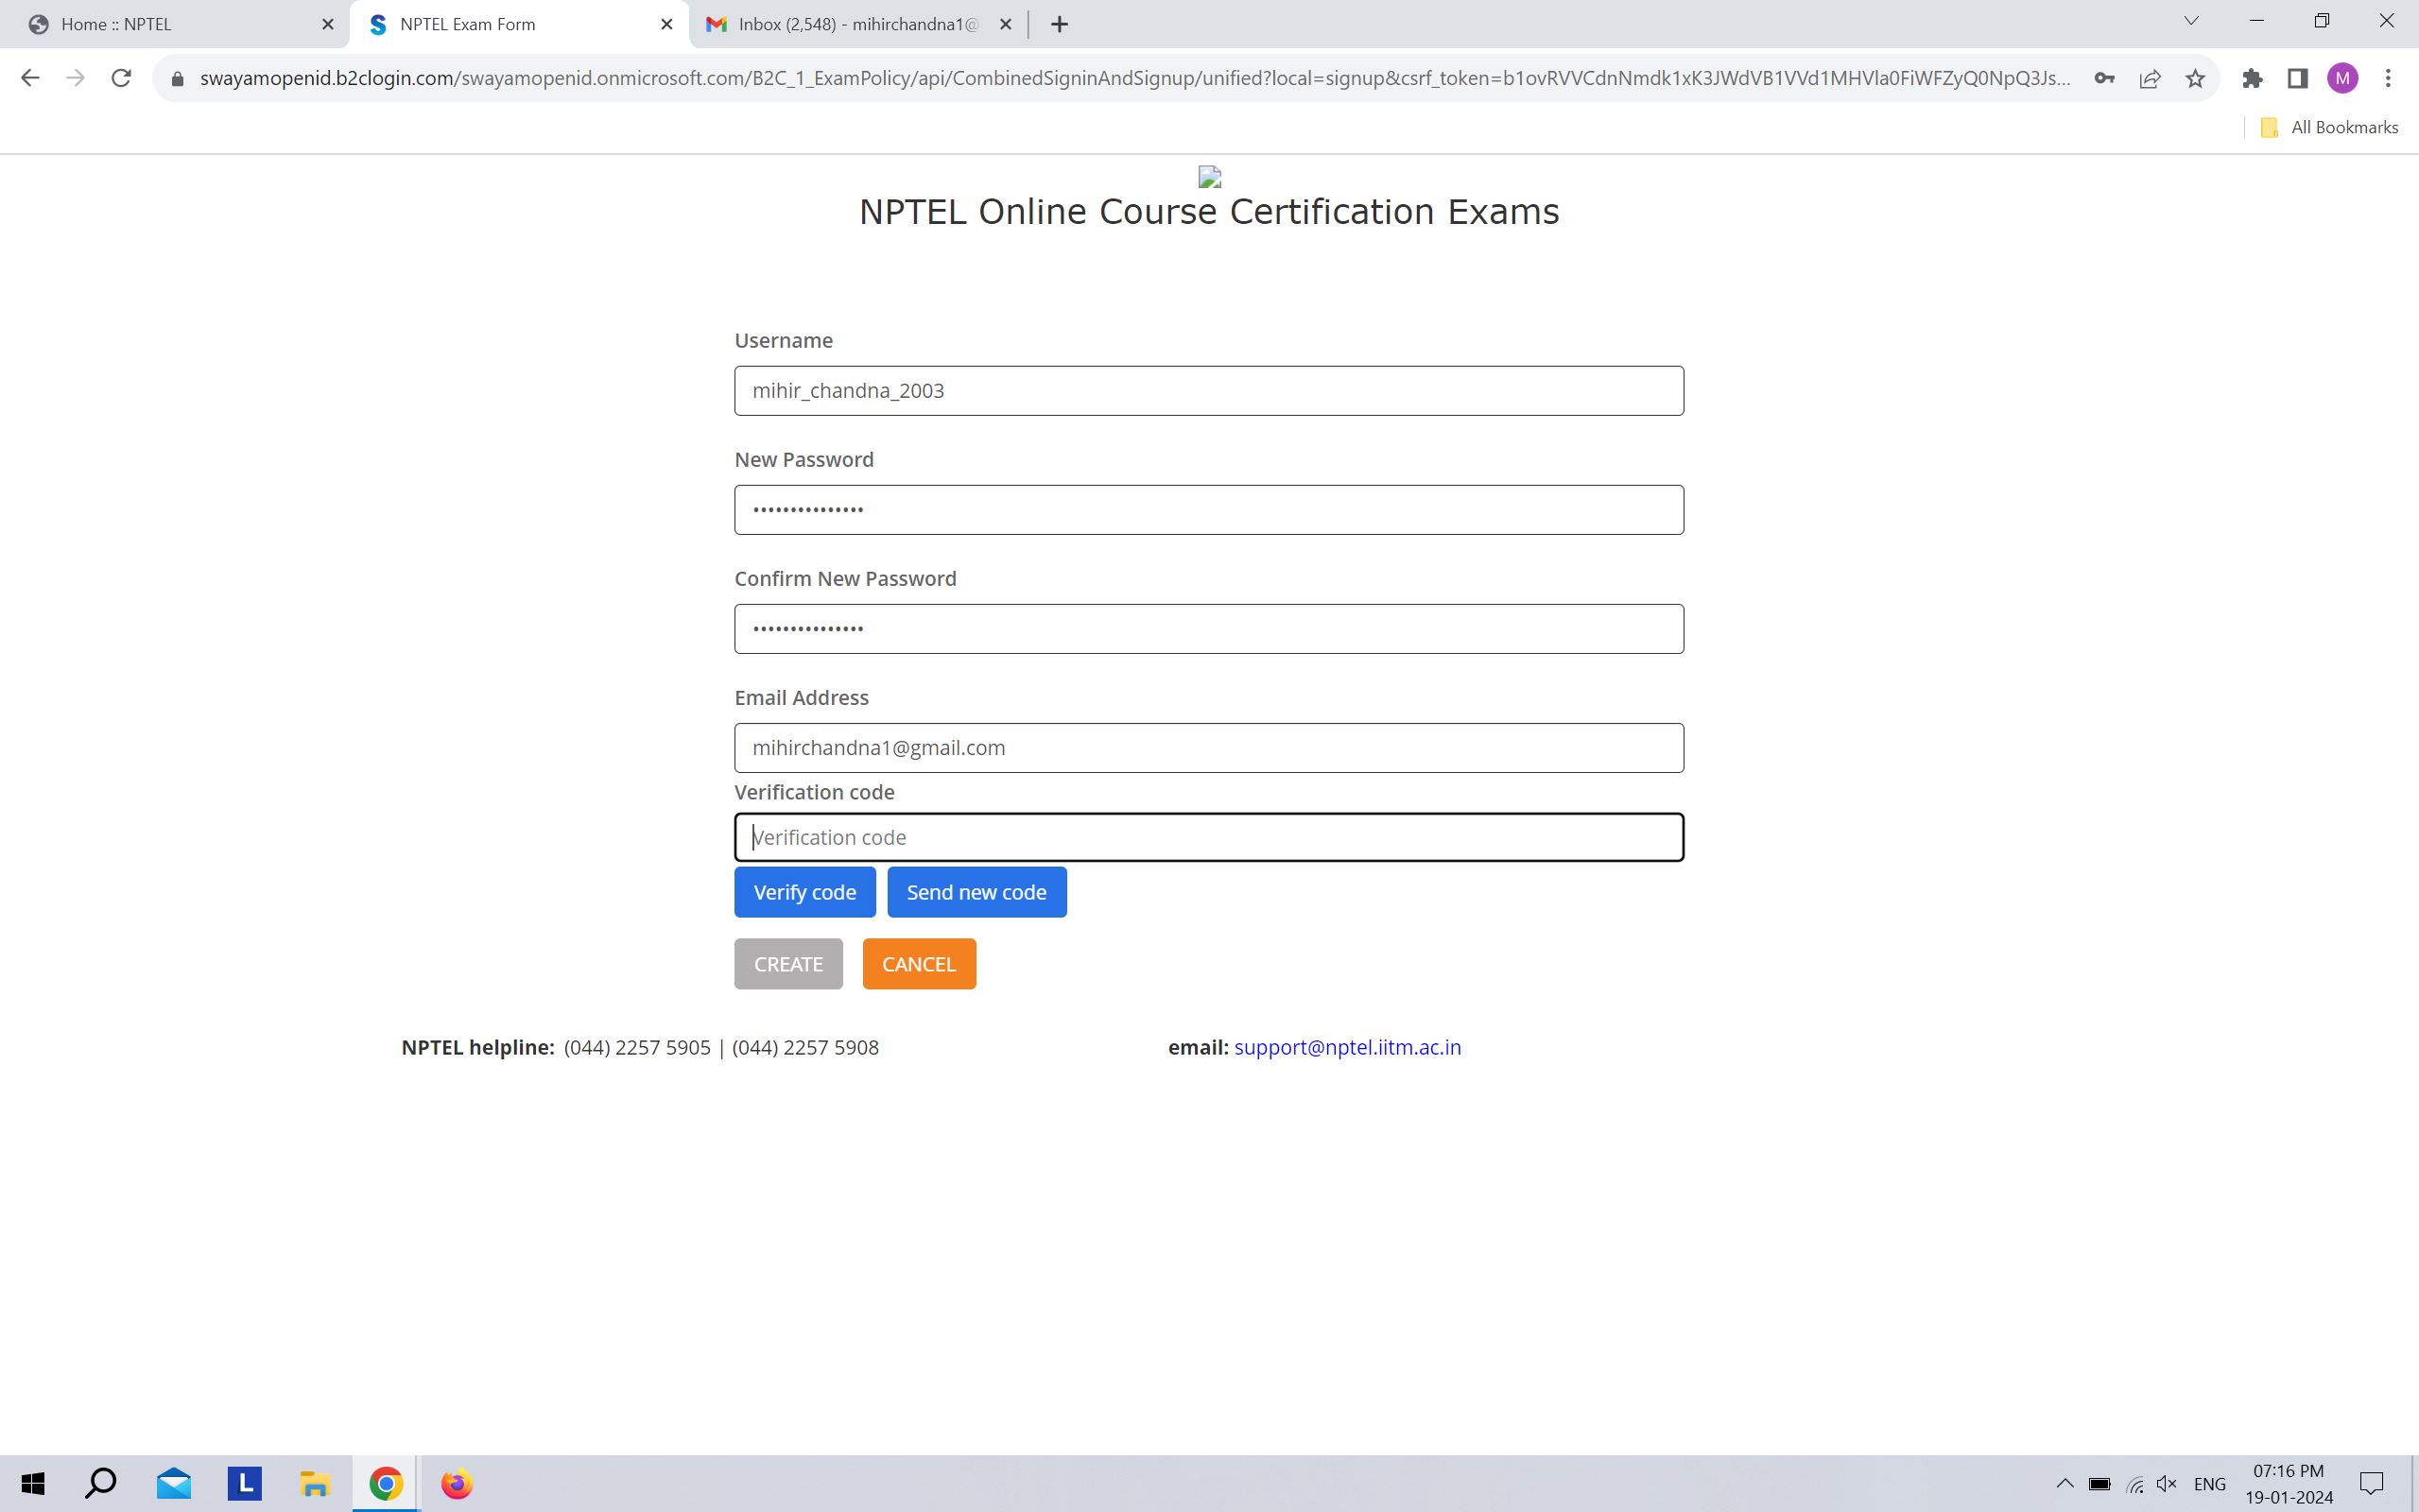 Home :: NPTEL
NPTEL Exam Form
Inbox (2,548) - mihirchandna1@
swayamopenid.b2clogin.com/swayamopenid.onmicrosoft.com/B2C_1_ExamPolicy/api/CombinedSigninAndSignup/unified?local=signup&csrf_token=b1ovRVVCdnNmdk1xK3JWdVB1VVd1MHVla0FiWFZyQ0NpQ3Js...
M
All Bookmarks
NPTEL Online Course Certification Exams
Username
mihir_chandna_2003
New Password
•••••••••••••••
Confirm New Password
•••••••••••••••
Email Address
mihirchandna1@gmail.com
Verification code
Verification code
Verify code Send new code
CREATE CANCEL
NPTEL helpline: (044) 2257 5905 | (044) 2257 5908 email: support@nptel.iitm.ac.in
L
ENG
07:16 PM
19-01-2024